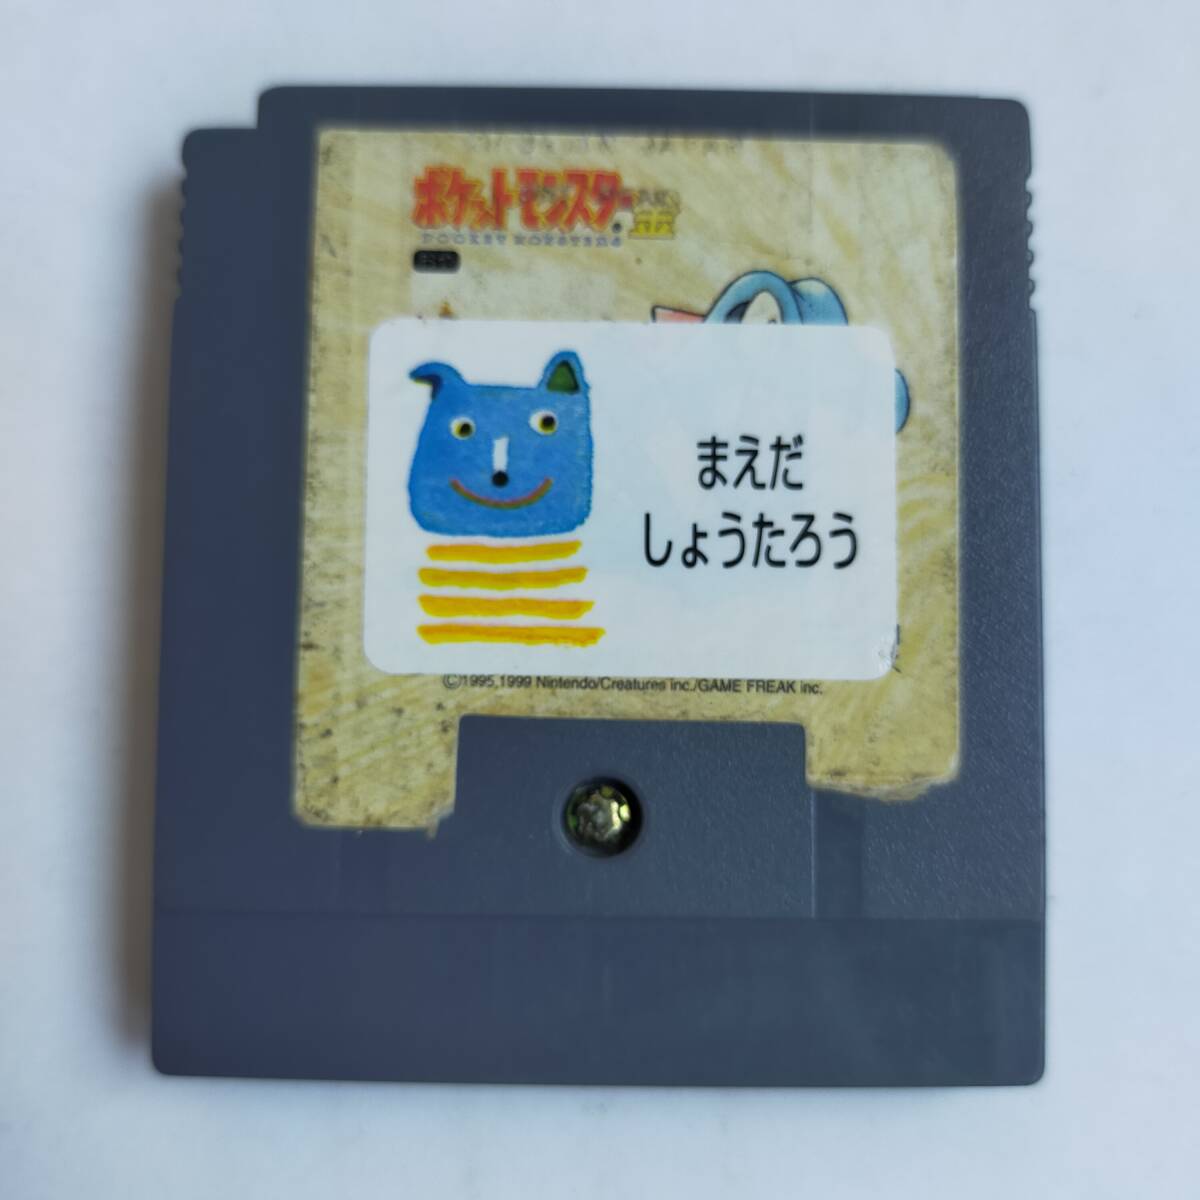 ポケットモンスター金
POCKET MONSTERS
まえだ
しょうたろう
©1995,1999 Nintendo/Creatures inc./GAME FREAK inc.